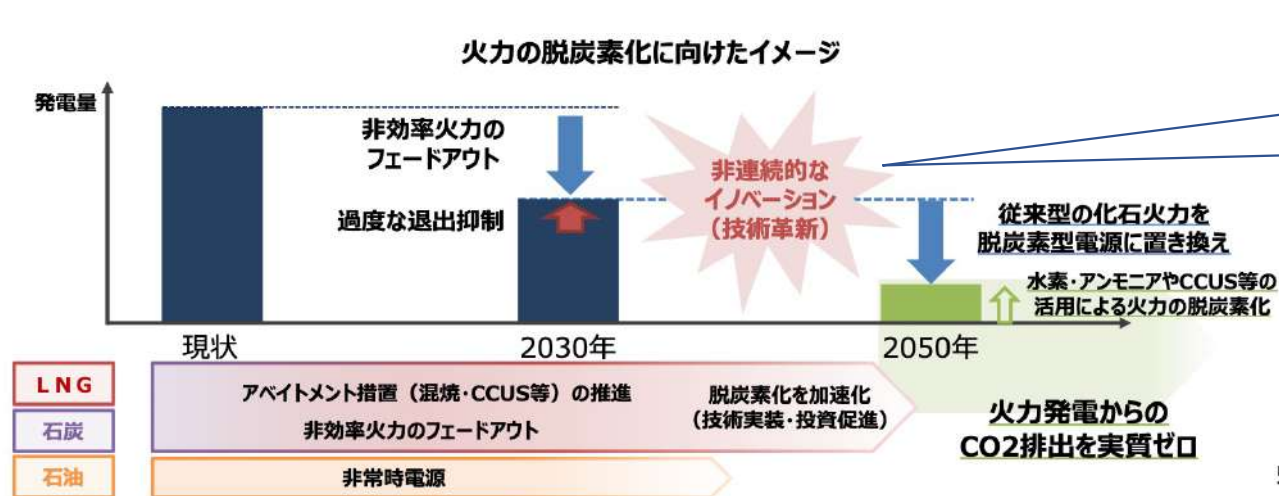 火力の脱炭素化に向けたイメージ
発電量
非効率火力の
フェードアウト
過度な退出抑制
非連続的な
イノベーション
(技術革新)
従来型の化石火力を
脱炭素型電源に置き換え
水素・アンモニアやCCUS等の
活用による火力の脱炭素化
現状
2030年
2050年
LNG
石炭
石油
アベイトメント措置(混焼・CCUS等)の推進
非効率火力のフェードアウト
脱炭素化を加速化
(技術実装・投資促進)
非常時電源
火力発電からの
CO2排出を実質ゼロ